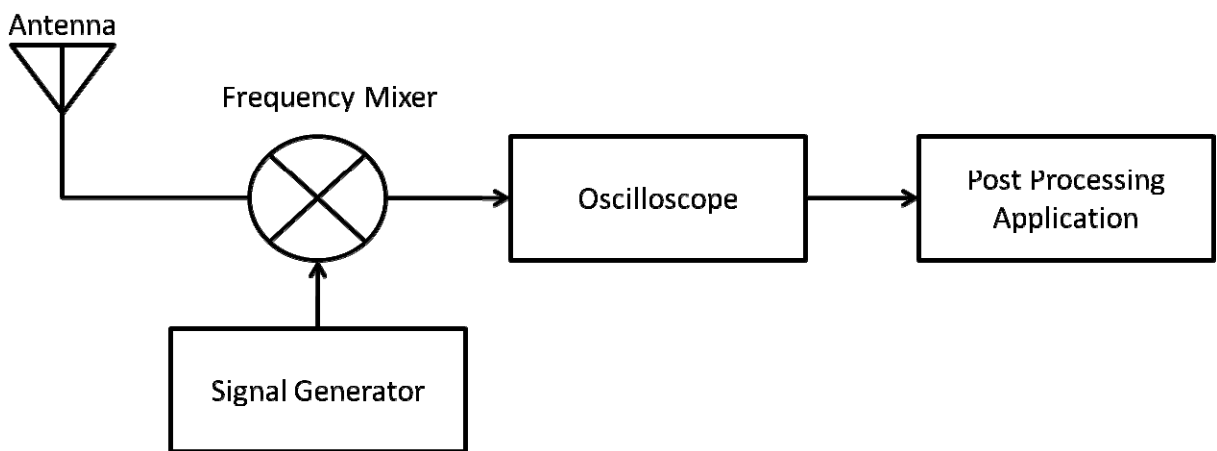 Antenna
Frequency Mixer
Oscilloscope
Post Processing
Application
Signal Generator